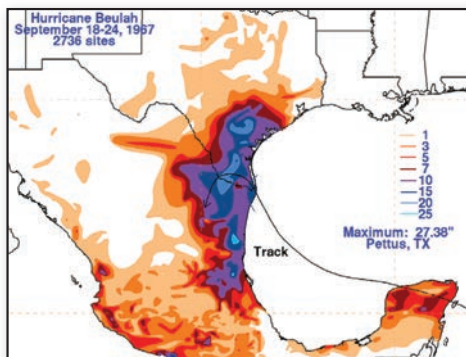 Hurricane Beulah
September 18-24, 1967
2736 sites
1
3
5
7
10
15
20
25
Maximum: 27.38"
Pettus, TX
Track